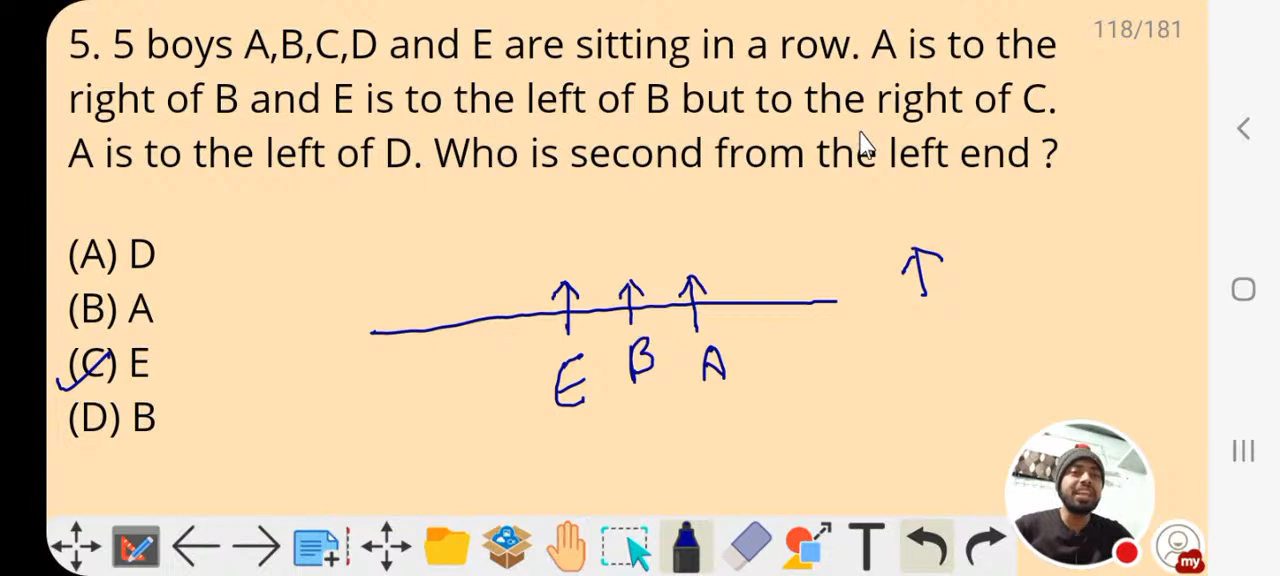 118/181
5. 5 boys A,B,C,D and E are sitting in a row. A is to the
right of B and E is to the left of B but to the right of C.
A is to the left of D. Who is second from the left end ?
(A) D
(B) A
(C) E
(D) B
E B A
T
my